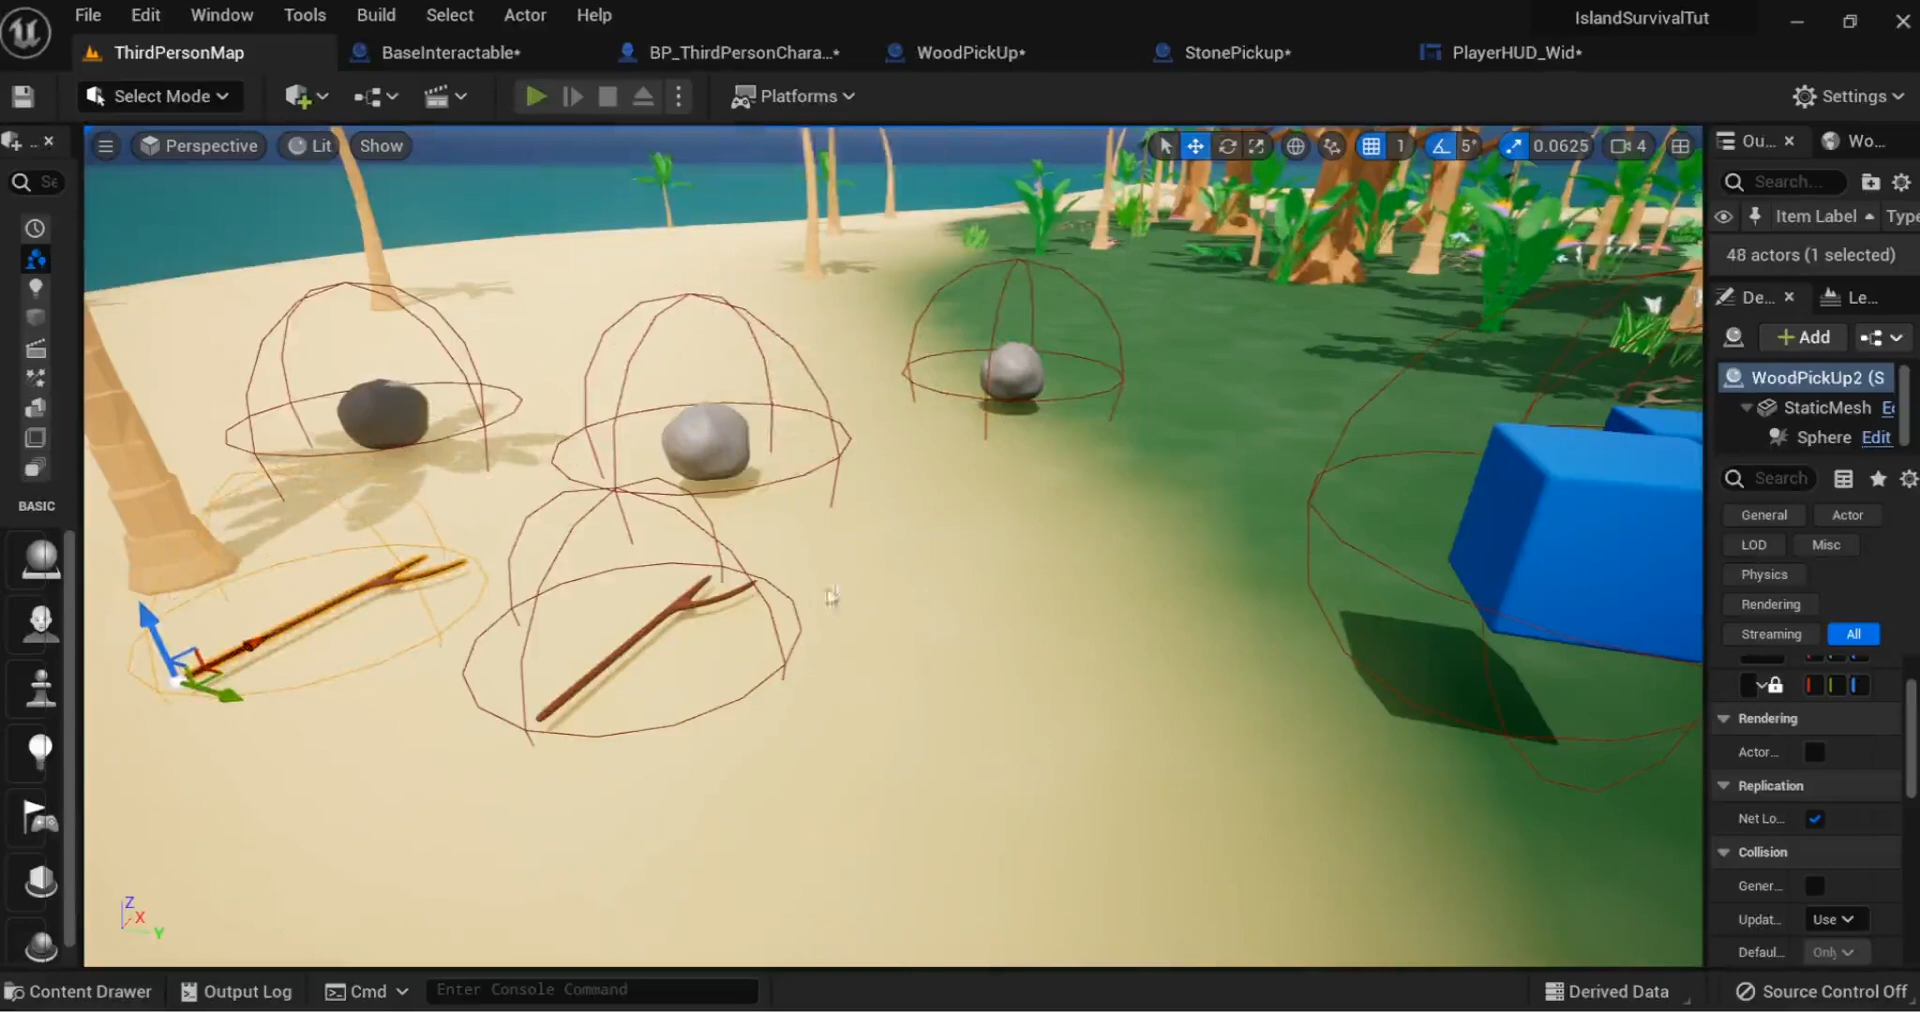 File Edit Window Tools Build Select Actor Help IslandSurvivalTut
ThirdPersonMap BaseInteractable* BP_ThirdPersonChara...* WoodPickUp* StonePickup* PlayerHUD_Wid*
Select Mode Platforms Settings
... Perspective Lit Show 1 5° 0.0625 4 Ou... Wo...
Se Search...
Item Label Type
48 actors (1 selected)
De... Le...
Add
WoodPickUp2 (S
StaticMesh
Sphere Edit
Search
General Actor
BASIC
LOD Misc
Physics
Rendering
Streaming All
Rendering
Actor...
Replication
Net Lo...
Collision
Gener...
Z
X
Y
Updat... Use
Defaul... Only
Content Drawer Output Log Cmd Enter Console Command Derived Data Source Control Off